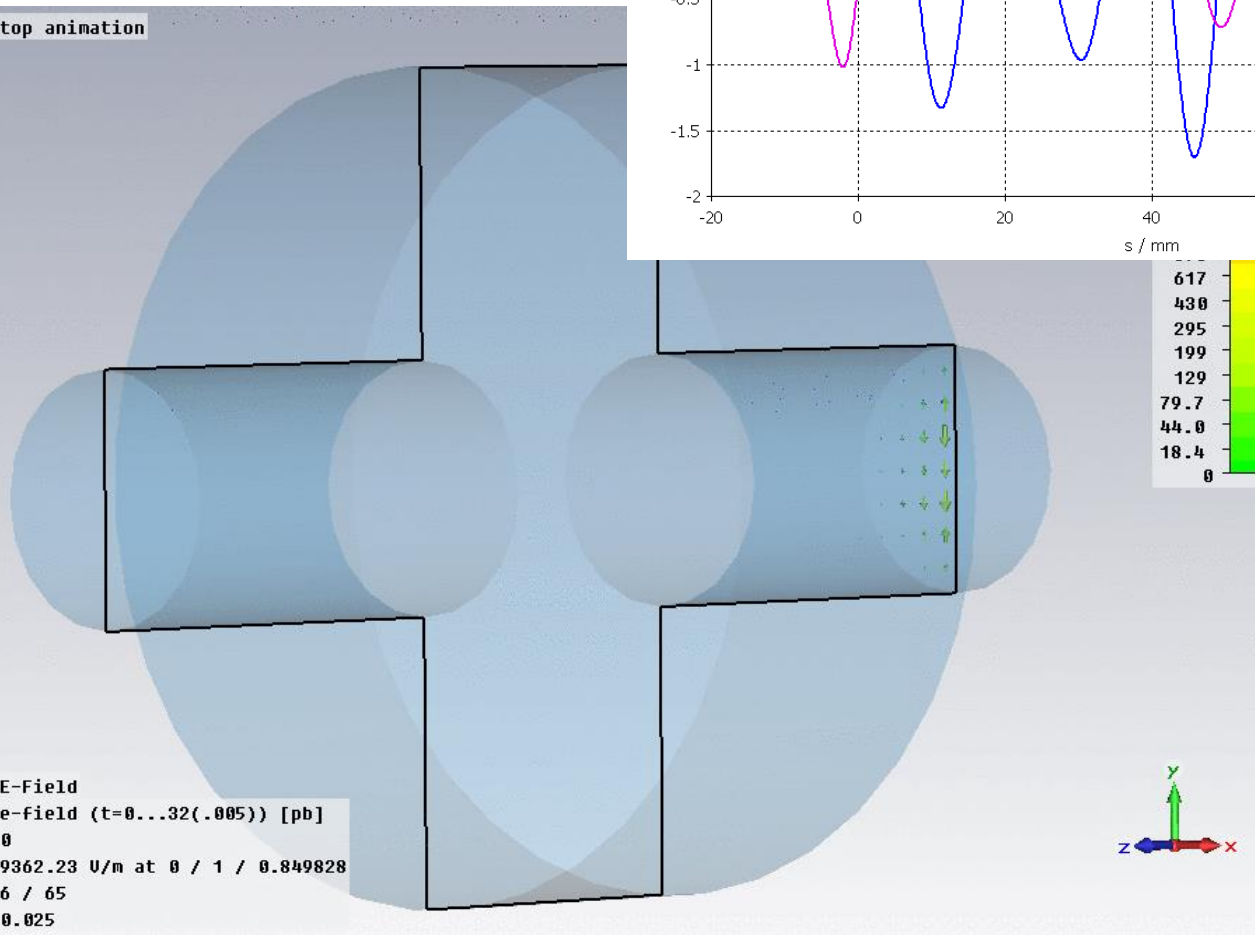 top animation
-1
-1.5
-2
-20 0 20 40
s / mm
617
430
295
199
129
79.7
44.0
18.4
0
E-Field
e-field (t=0...32(.005)) [pb]
0
9362.23 V/m at 0 / 1 / 0.849828
6 / 65
0.025
y
z x